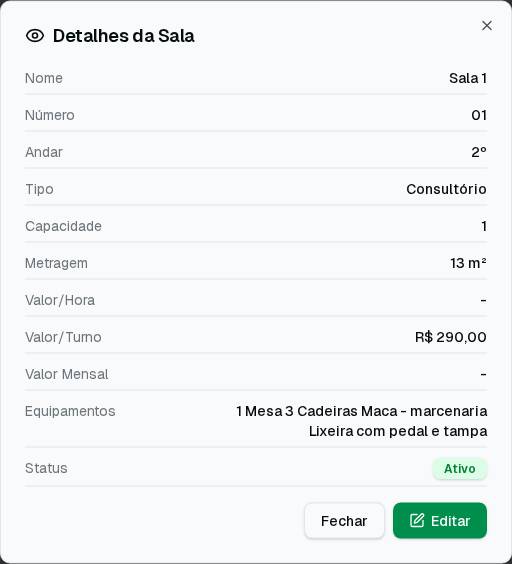 Detalhes da Sala
Nome Sala 1
Número 01
Andar 2º
Tipo Consultório
Capacidade 1
Metragem 13 m²
Valor/Hora -
Valor/Turno R$ 290,00
Valor Mensal -
Equipamentos 1 Mesa 3 Cadeiras Maca - marcenaria
Lixeira com pedal e tampa
Status Ativo
Fechar Editar